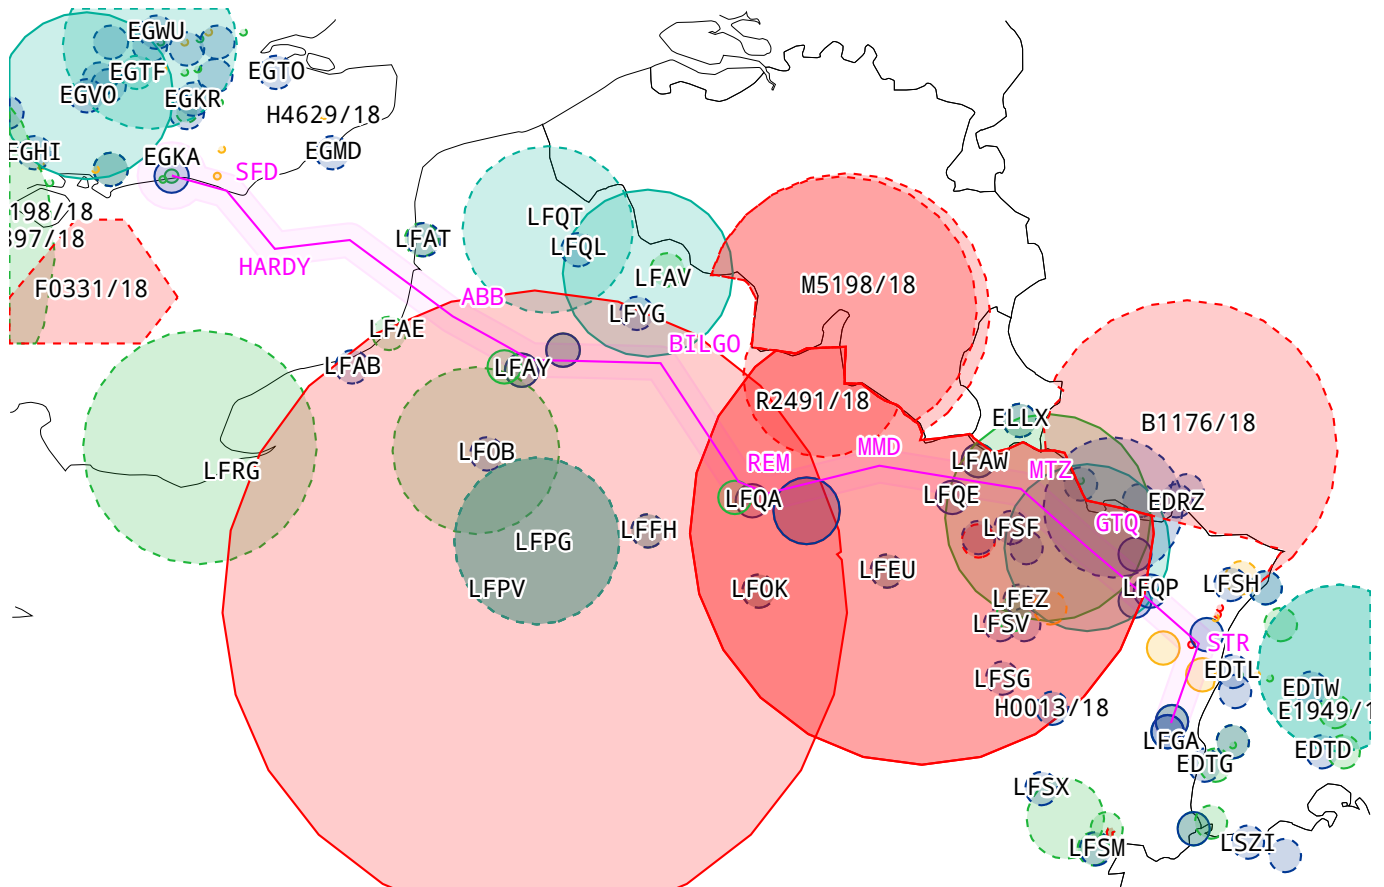 EGWU
EGTF
EGTO
EGVO
EGKR
H4629/18
EGHI
EGKA
EGMD
SFD
198/18
397/18
LFQT
LFAT
LFQL
HARDY
LFAV
F0331/18
M5198/18
ABB
LFYG
LFAE
BILGO
LFAB
LFAY
R2491/18
ELLX
B1176/18
LFOB
MMD
LFRG
REM
LFAW
MTZ
LFQA
LFQE
EDRZ
LFFH
LFSF
GTQ
LFPG
LFEU
LFPV
LFOK
LFQP
LFSH
LFEZ
LFSV
STR
EDTL
LFSG
EDTW
H0013/18
E1949/1
LFGA
EDTD
EDTG
LFSX
LFSM
LSZI